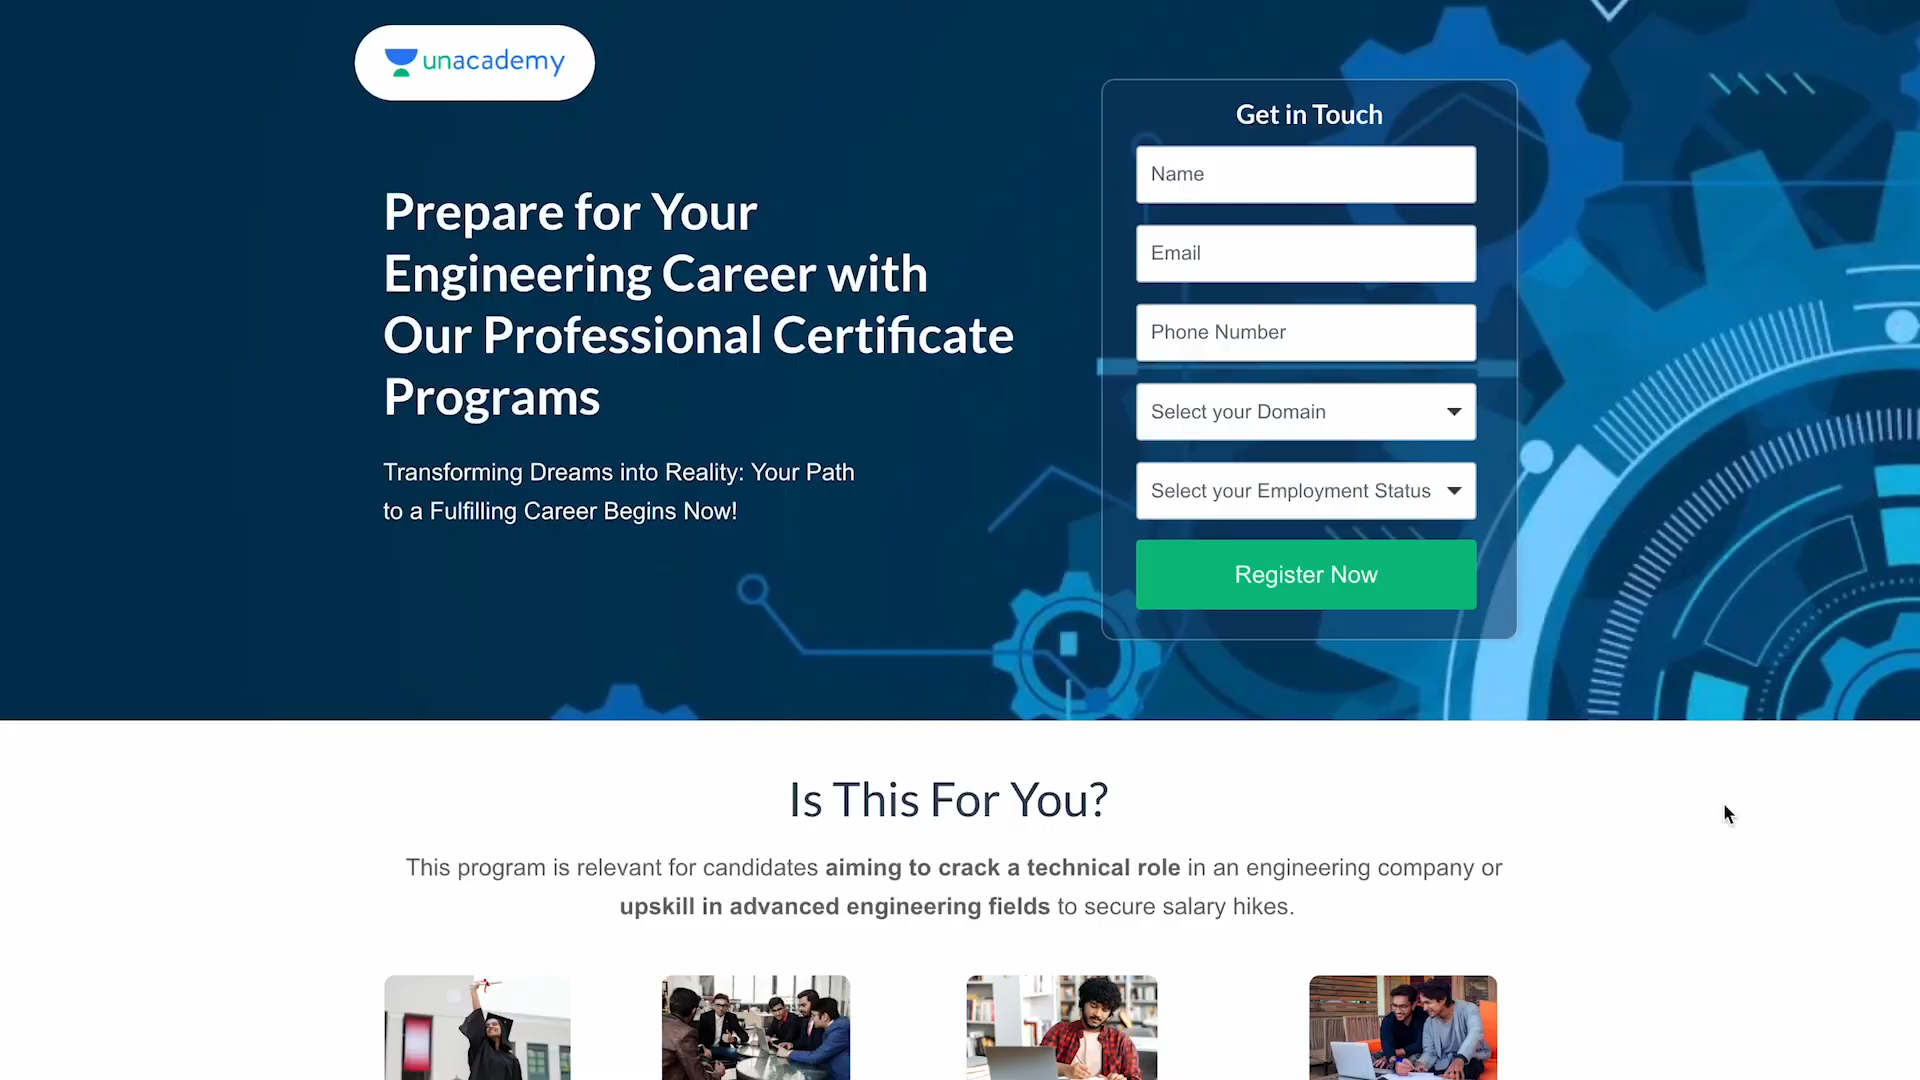 unacademy
Prepare for Your
Engineering Career with
Our Professional Certificate
Programs
Transforming Dreams into Reality: Your Path
to a Fulfilling Career Begins Now!
Get in Touch
Name
Email
Phone Number
Select your Domain
Select your Employment Status
Register Now
Is This For You?
This program is relevant for candidates aiming to crack a technical role in an engineering company or
upskill in advanced engineering fields to secure salary hikes.